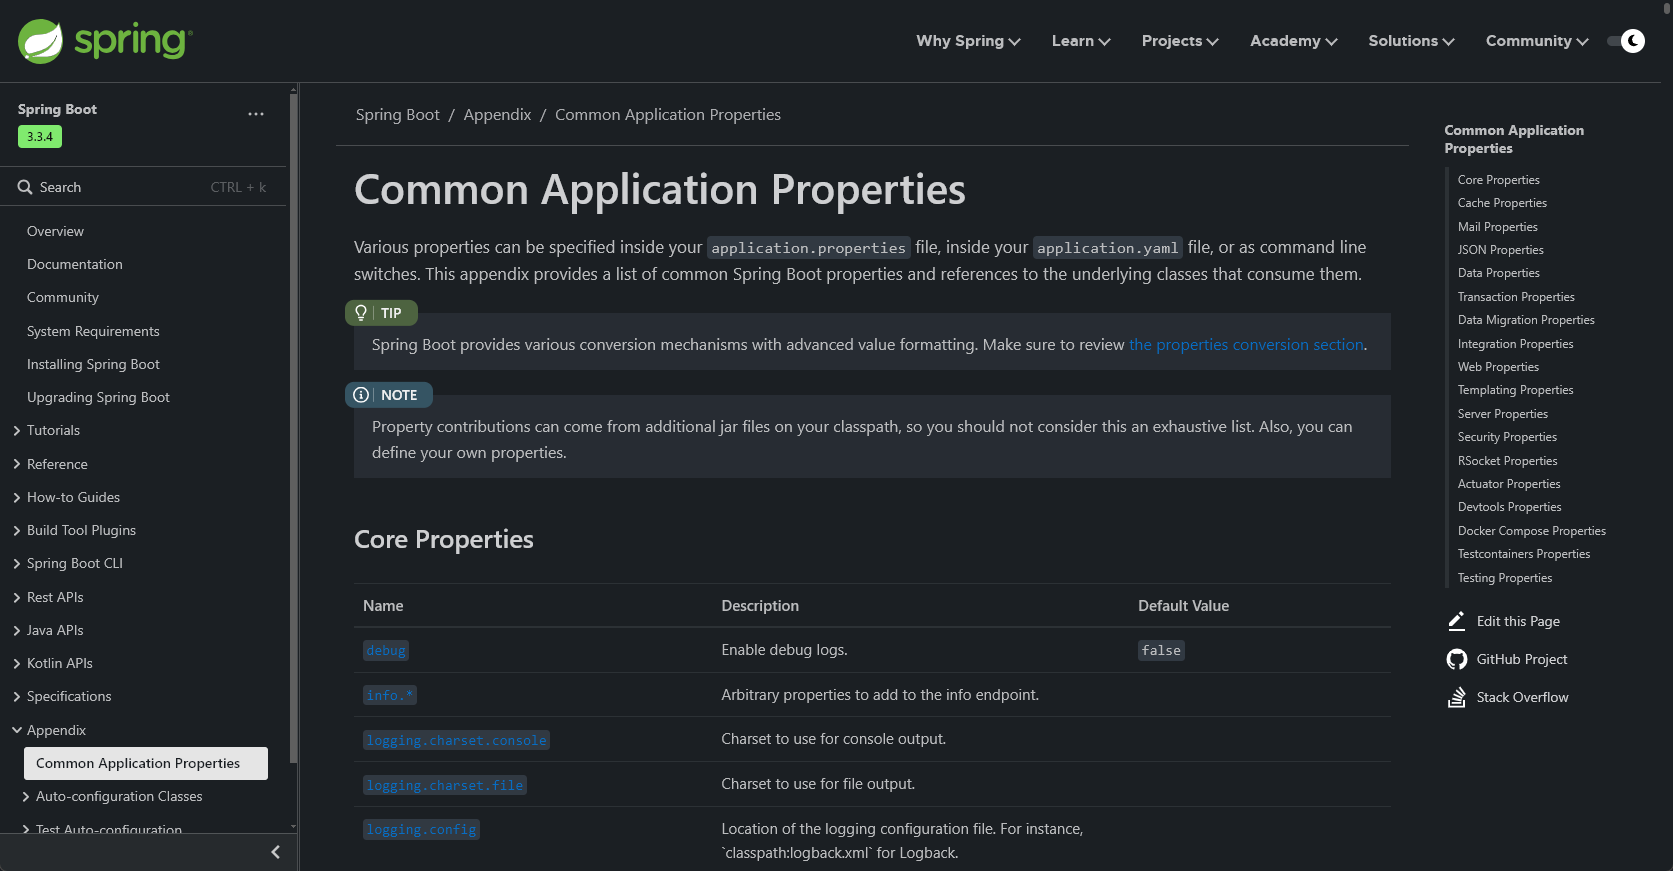 spring
Why Spring
Learn
Projects
Academy
Solutions
Community
Spring Boot
3.3.4
Search
CTRL + k
Overview
Documentation
Community
System Requirements
Installing Spring Boot
Upgrading Spring Boot
Tutorials
Reference
How-to Guides
Build Tool Plugins
Spring Boot CLI
Rest APIs
Java APIs
Kotlin APIs
Specifications
Appendix
Common Application Properties
Auto-configuration Classes
Test Auto-configuration
Spring Boot / Appendix / Common Application Properties
Common Application Properties
Various properties can be specified inside your application.properties file, inside your application.yaml file, or as command line
switches. This appendix provides a list of common Spring Boot properties and references to the underlying classes that consume them.
TIP
Spring Boot provides various conversion mechanisms with advanced value formatting. Make sure to review the properties conversion section.
NOTE
Property contributions can come from additional jar files on your classpath, so you should not consider this an exhaustive list. Also, you can
define your own properties.
Core Properties
Name Description Default Value
debug Enable debug logs. false
info.* Arbitrary properties to add to the info endpoint.
logging.charset.console Charset to use for console output.
logging.charset.file Charset to use for file output.
logging.config Location of the logging configuration file. For instance,
`classpath:logback.xml` for Logback.
Common Application
Properties
Core Properties
Cache Properties
Mail Properties
JSON Properties
Data Properties
Transaction Properties
Data Migration Properties
Integration Properties
Web Properties
Templating Properties
Server Properties
Security Properties
RSocket Properties
Actuator Properties
Devtools Properties
Docker Compose Properties
Testcontainers Properties
Testing Properties
Edit this Page
GitHub Project
Stack Overflow